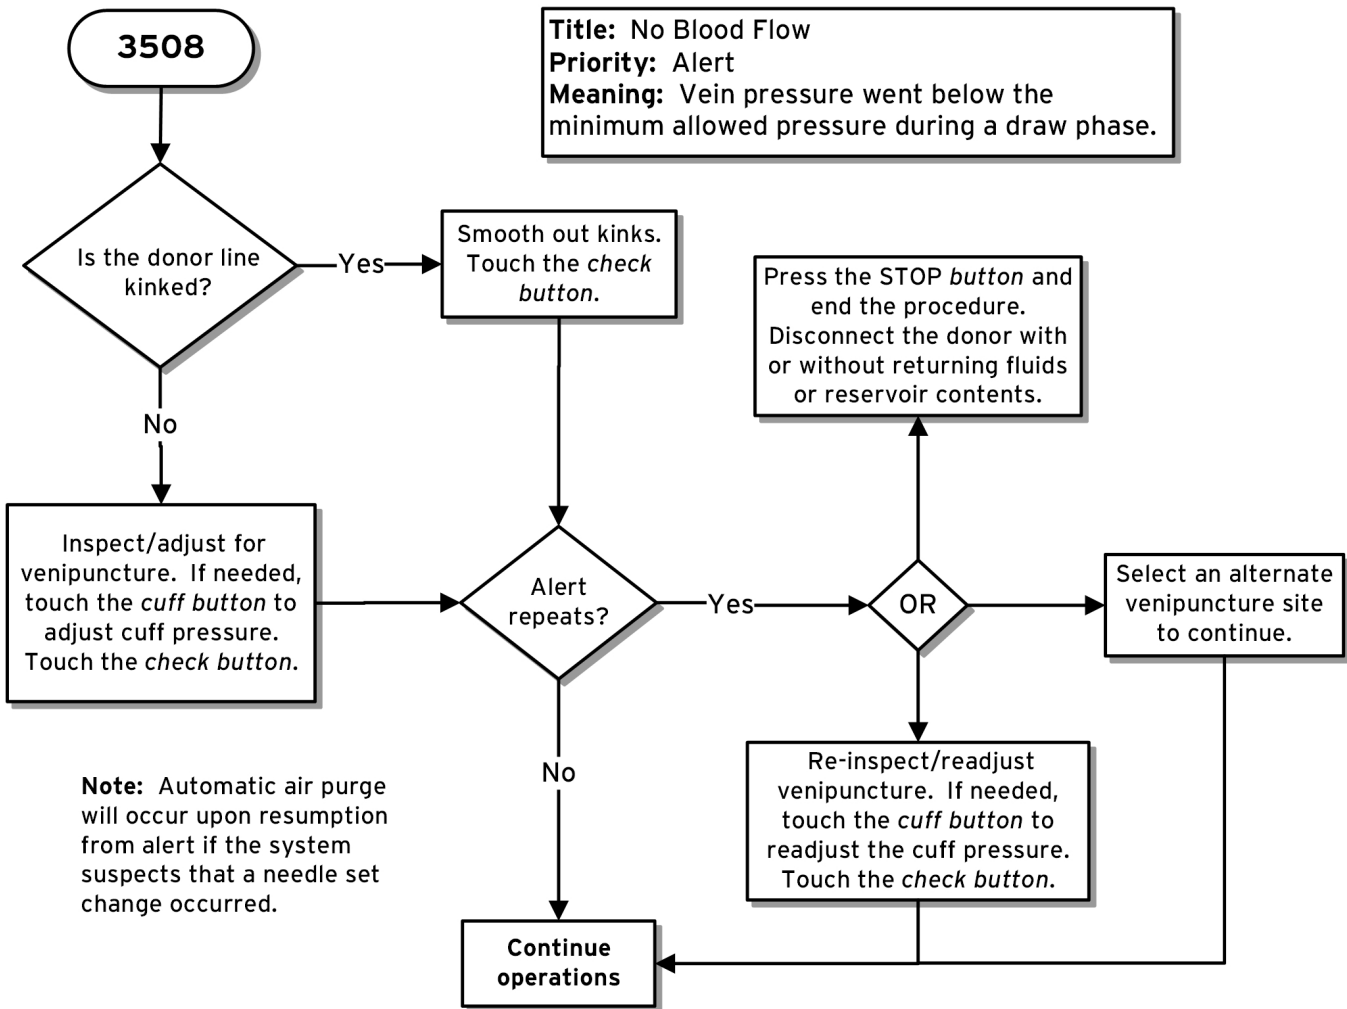 3508
Title: No Blood Flow
Priority: Alert
Meaning: Vein pressure went below the
minimum allowed pressure during a draw phase.
Is the donor line
kinked?
Yes
Smooth out kinks.
Touch the check
button.
Press the STOP button and
end the procedure.
Disconnect the donor with
or without returning fluids
or reservoir contents.
No
Inspect/adjust for
venipuncture. If needed,
touch the cuff button to
adjust cuff pressure.
Touch the check button.
Alert
repeats?
Yes
OR
Select an alternate
venipuncture site
to continue.
No
Re-inspect/readjust
venipuncture. If needed,
touch the cuff button to
readjust the cuff pressure.
Touch the check button.
Note: Automatic air purge
will occur upon resumption
from alert if the system
suspects that a needle set
change occurred.
Continue
operations